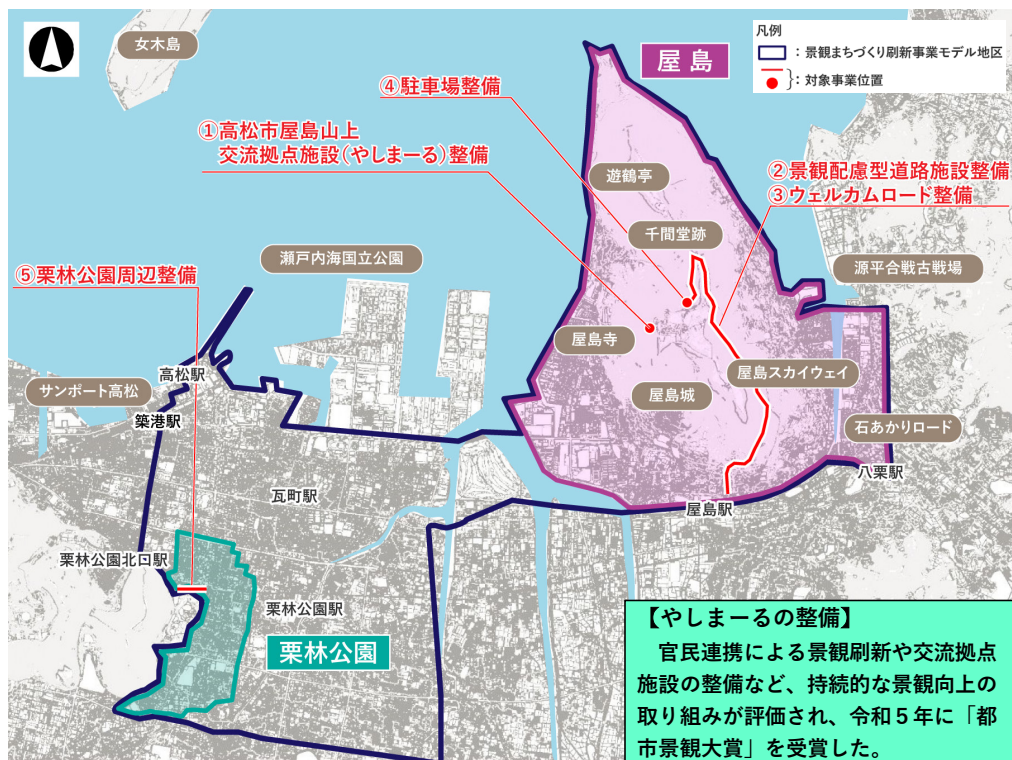 女木島
屋島
凡例
：景観まちづくり刷新事業モデル地区
}：対象事業位置
④駐車場整備
①高松市屋島山上
交流拠点施設(やしまーる)整備
遊鶴亭
②景観配慮型道路施設整備
③ウェルカムロード整備
千間堂跡
瀬戸内海国立公園
源平合戦古戦場
⑤栗林公園周辺整備
屋島寺
高松駅
屋島スカイウェイ
サンポート高松
屋島城
築港駅
石あかりロード
八栗駅
瓦町駅
屋島駅
栗林公園北口駅
栗林公園駅
栗林公園
【やしまーるの整備】
官民連携による景観刷新や交流拠点
施設の整備など、持続的な景観向上の
取り組みが評価され、令和５年に「都
市景観大賞」を受賞した。